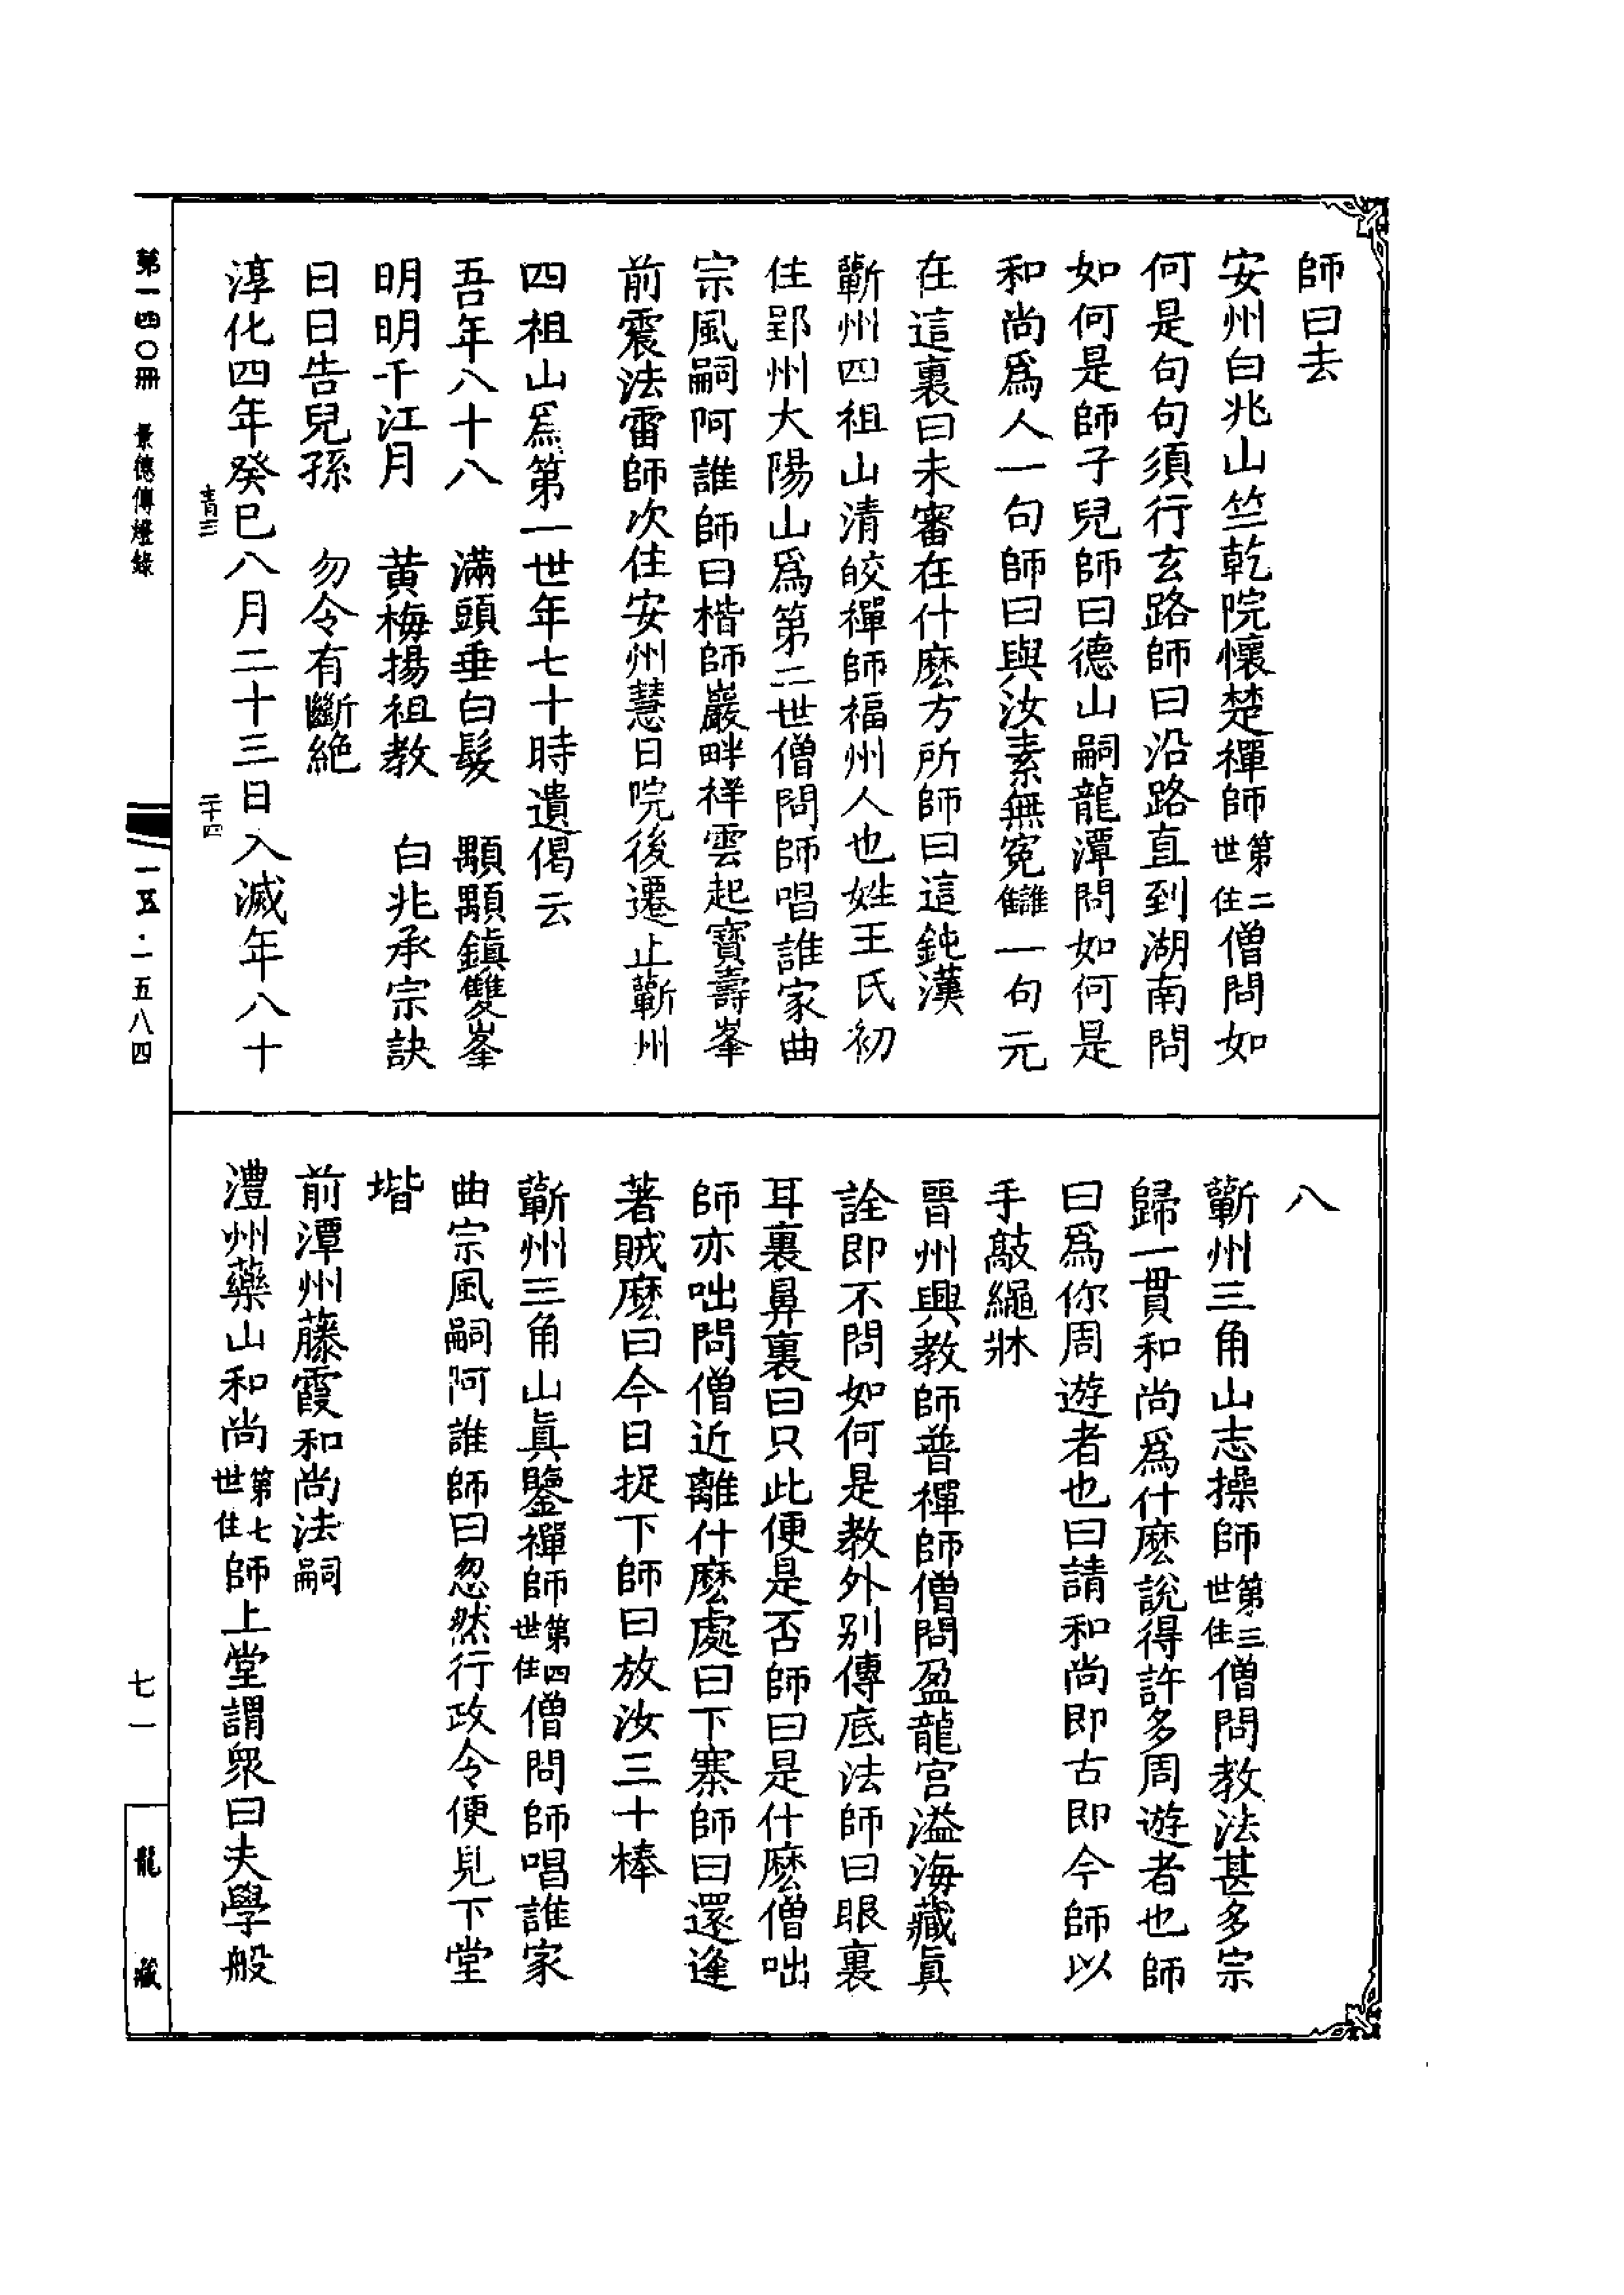 師曰去
安州白兆山竺乾院懷楚禪師第二世住僧問如
何是句句須行玄路師曰沿路直到湖南問
如何是師子兒師曰德山嗣龍潭問如何是
和尚爲人一句師曰與汝素無冤讎一句元
在這裏曰未審在什麽方所師曰這鈍漢
蘄州四祖山清皎禪師福州人也姓王氏初
住郢州大陽山爲第二世僧問師唱誰家曲
宗風嗣阿誰師曰楷師巖畔祥雲起寶壽峯
前震法雷師次住安州慧日院後遷止蘄州
四祖山爲第一世年七十時遺偈云
吾年八十八　滿頭垂白髮　顒顒鎮雙峯
明明千江月　黃梅揚祖教　白兆承宗訣
日日告兒孫　勿令有斷絶
淳化四年癸巳八月二十三日入滅年八十
青三　二十四
八
蘄州三角山志操師第三世住僧問教法甚多宗
歸一貫和尚爲什麽說得許多周遊者也師
曰爲你周遊者也曰請和尚即古即今師以
手敲繩牀
晉州興教師普禪師僧問盈龍宫溢海藏真
詮即不問如何是教外别傳底法師曰眼裏
耳裏鼻裏曰只此便是否師曰是什麽僧咄
師亦咄問僧近離什麽處曰下寨師曰還逢
著賊麽曰今日捉下師曰放汝三十棒
蘄州三角山真鑒禪師第四世住僧問師唱誰家
曲宗風嗣阿誰師曰忽然行政令便見下堂
堦
前潭州藤霞和尚法嗣
澧州藥山和尚第七世住師上堂謂衆曰夫學般
第一四〇冊　景德傳燈錄
一五・一五八四
七一
龍藏